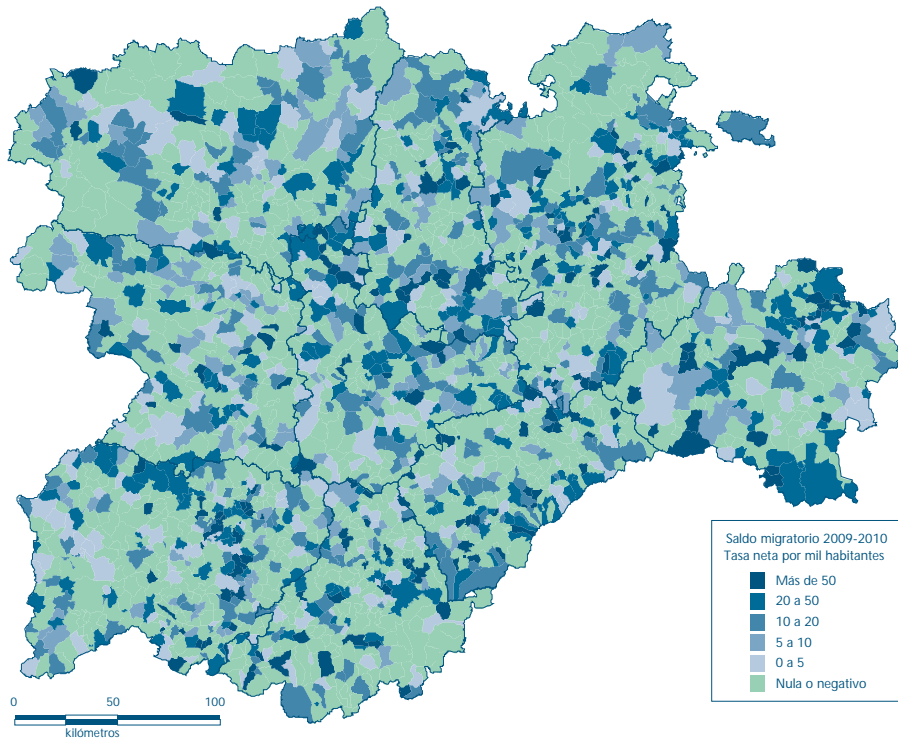 Saldo migratorio 2009-2010
Tasa neta por mil habitantes
Más de 50
20 a 50
10 a 20
5 a 10
0 a 5
Nula o negativo
0 50 100
kilómetros